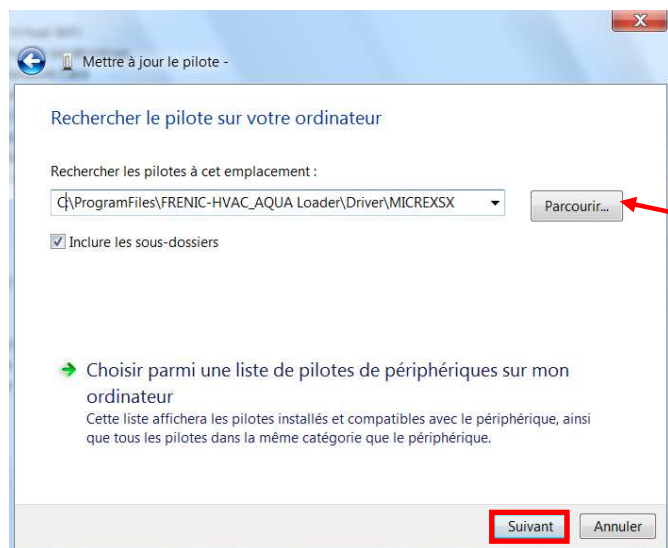 Mettre à jour le pilote -
Rechercher le pilote sur votre ordinateur
Rechercher les pilotes à cet emplacement :
C:\ProgramFiles\FRENIC-HVAC_AQUA Loader\Driver\MICREXSX
Parcourir...
Inclure les sous-dossiers
Choisir parmi une liste de pilotes de périphériques sur mon
ordinateur
Cette liste affichera les pilotes installés et compatibles avec le périphérique, ainsi
que tous les pilotes dans la même catégorie que le périphérique.
Suivant
Annuler